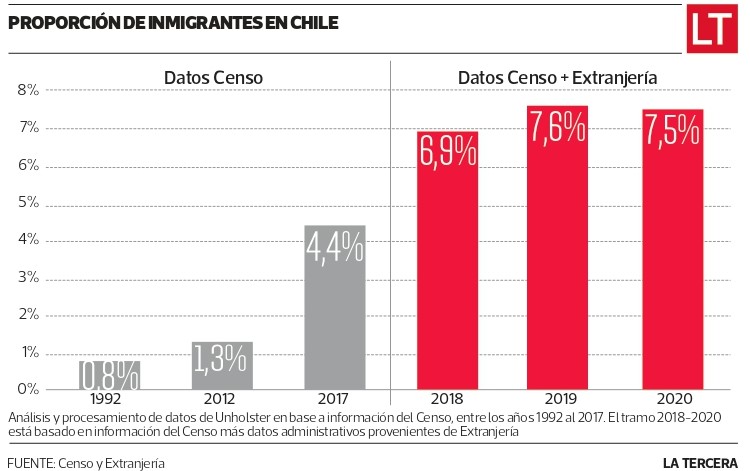 PROPORCIÓN DE INMIGRANTES EN CHILE
LT
Datos Censo
Datos Censo + Extranjería
8%
7%
6%
5%
4%
3%
2%
1%
0%
0,8%
1,3%
4,4%
6,9%
7,6%
7,5%
1992
2012
2017
2018
2019
2020
Análisis y procesamiento de datos de Unholster en base a información del Censo, entre los años 1992 al 2017. El tramo 2018-2020
está basado en información del Censo más datos administrativos provenientes de Extranjería
FUENTE: Censo y Extranjería
LA TERCERA